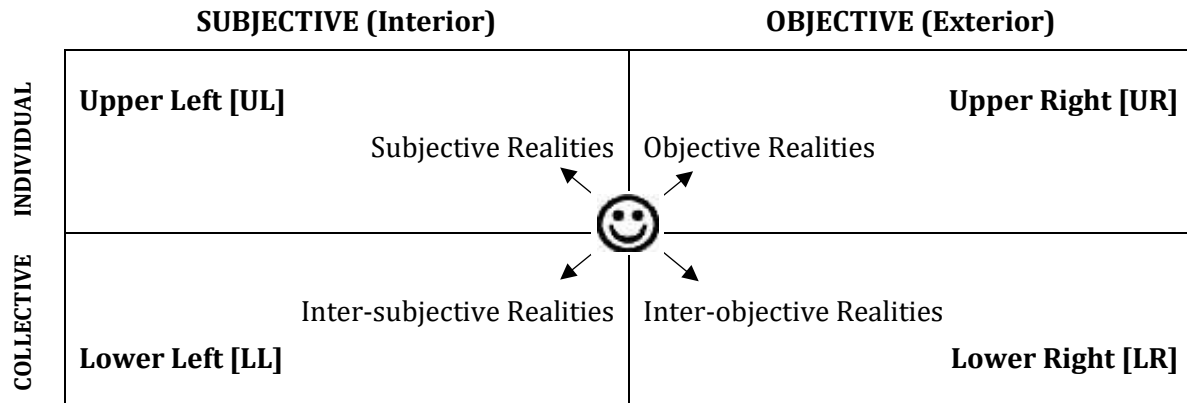 SUBJECTIVE (Interior) OBJECTIVE (Exterior)
INDIVIDUAL
Upper Left [UL] Upper Right [UR]
Subjective Realities Objective Realities
COLLECTIVE
Inter-subjective Realities Inter-objective Realities
Lower Left [LL] Lower Right [LR]